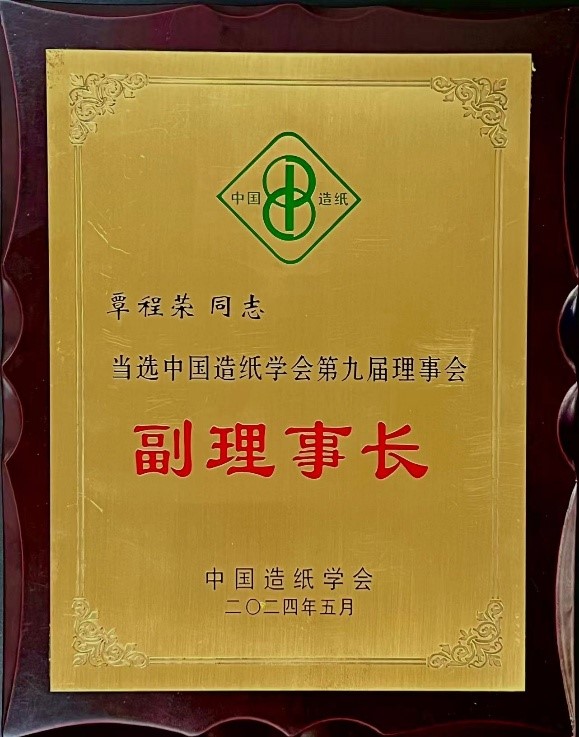 中国 造纸
覃程荣 同志
当选中国造纸学会第九届理事会
副理事长
中国造纸学会
二〇二四年五月